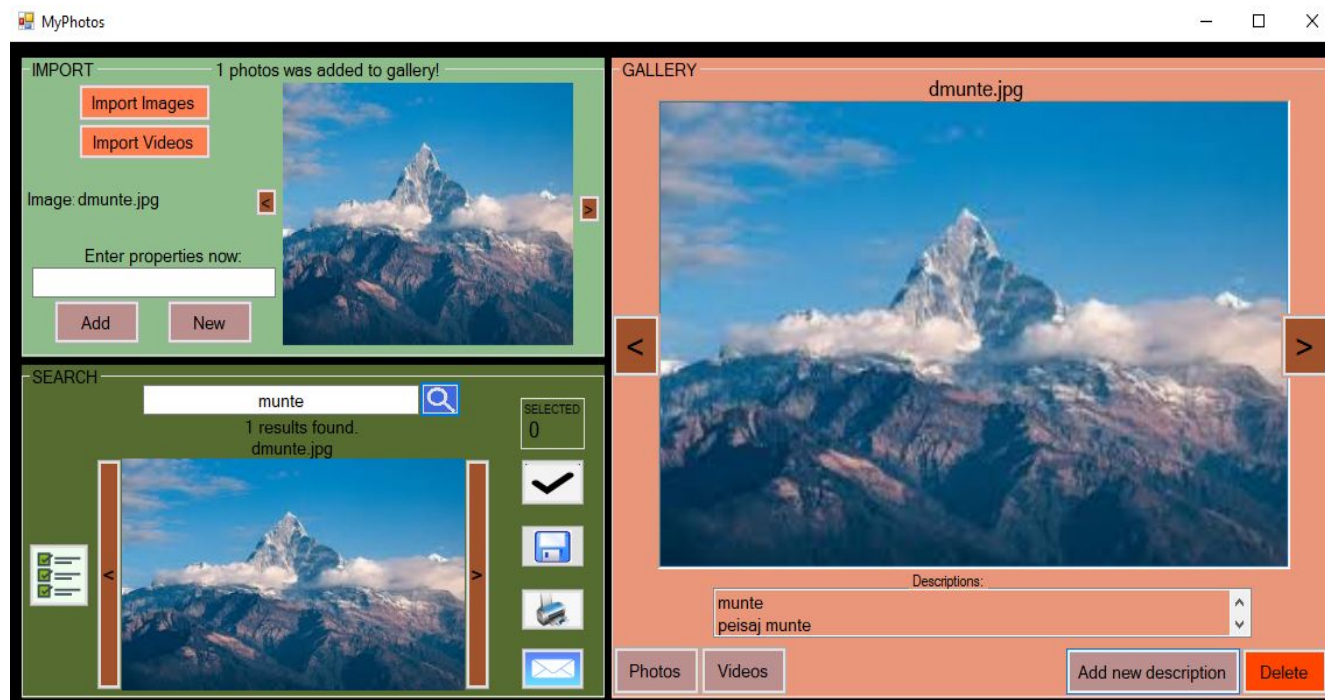 MyPhotos
IMPORT
1 photos was added to gallery!
Import Images
Import Videos
Image: dmunte.jpg
<
>
Enter properties now:
Add
New
SEARCH
munte
1 results found.
dmunte.jpg
SELECTED
0
<
>
GALLERY
dmunte.jpg
<
>
Descriptions:
munte
peisaj munte
Photos
Videos
Add new description
Delete